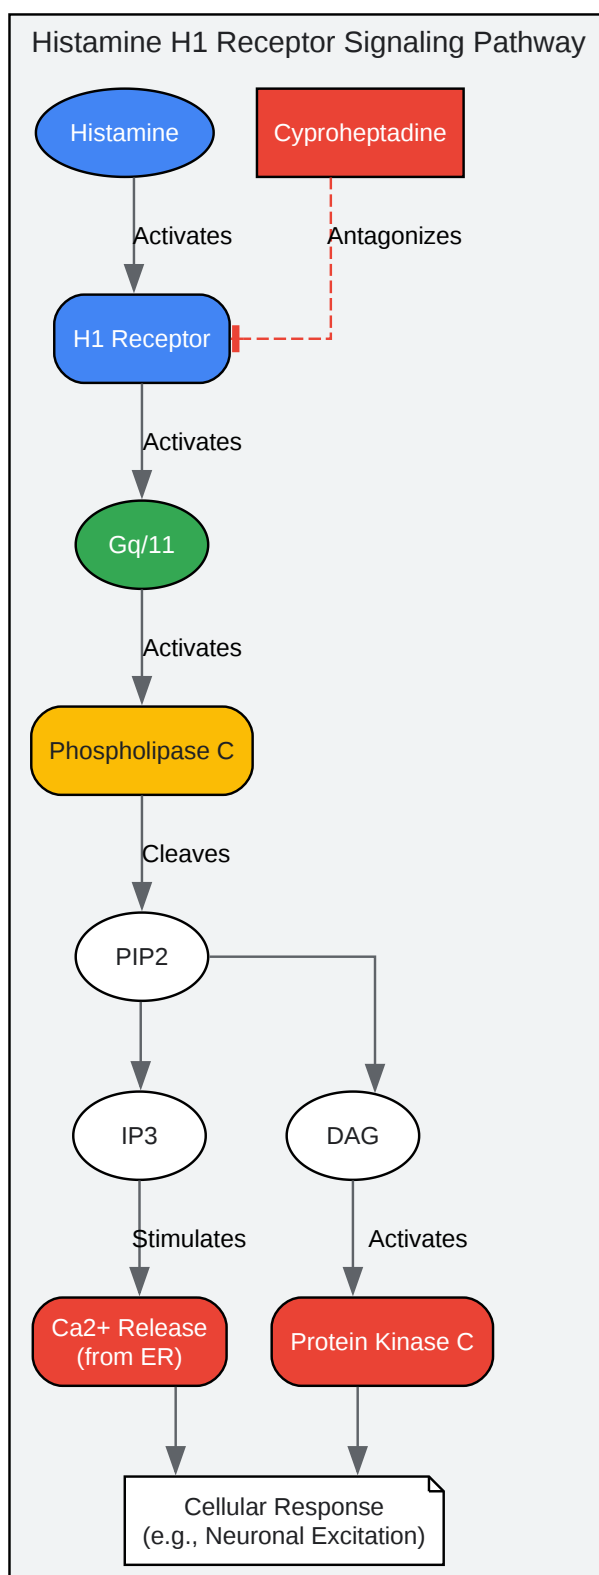 Histamine H1 Receptor Signaling Pathway
Histamine
Cyproheptadine
Activates
Antagonizes
H1 Receptor
Activates
Gq/11
Activates
Phospholipase C
Cleaves
PIP2
IP3
DAG
Stimulates
Activates
Ca2+ Release
(from ER)
Protein Kinase C
Cellular Response
(e.g., Neuronal Excitation)